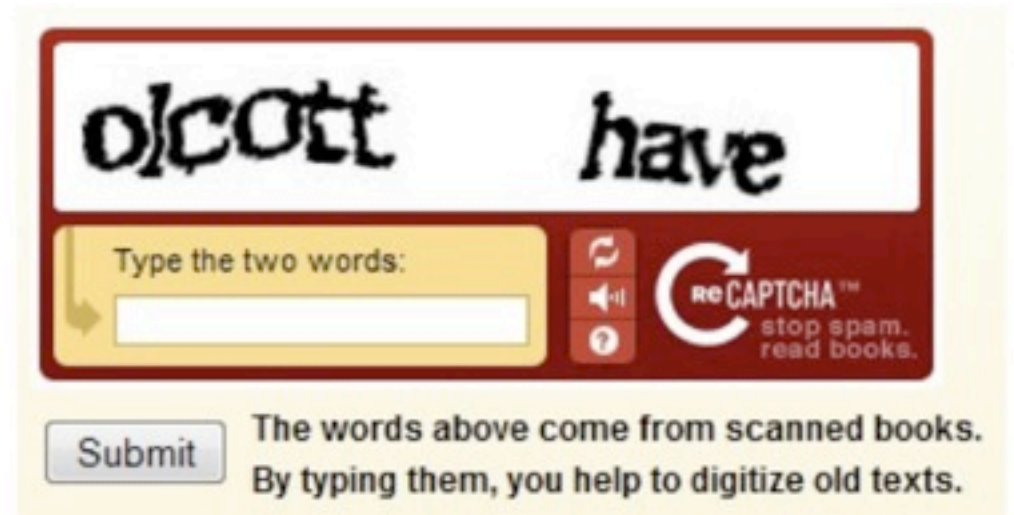 olcott have
Type the two words:
reCAPTCHA™
stop spam.
read books.
Submit
The words above come from scanned books.
By typing them, you help to digitize old texts.